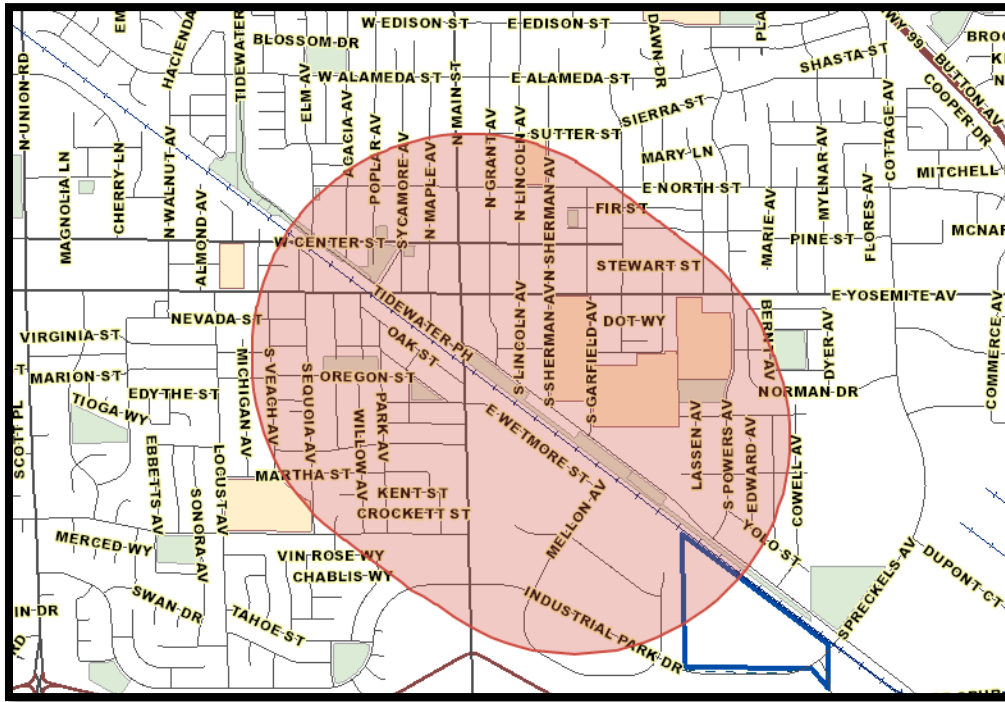 W EDISON ST
E EDISON ST
BLOSSOM DR
HACIENDA
TIDEWATER
DAWN DR
SHASTA ST
HWY 99
BUTTON AV
COOPER DR
N UNION RD
ELM AV
W ALAMEDA ST
N MAIN ST
E ALAMEDA ST
SIERRA ST
COTTAGE AV
ACACIA AV
POPLAR AV
SYCAMORE AV
N MAPLE AV
N GRANT AV
N LINCOLN AV
SUTTER ST
MARY LN
MITCHELL
MAGNOLIA LN
CHERRY LN
N WALNUT AV
ALMOND AV
N SHERMAN AV
E NORTH ST
FIR ST
MARIE AV
MYLNAR AV
FLORES AV
PINE ST
MCNAR
W CENTER ST
STEWART ST
TIDEWATER PH
E YOSEMITE AV
NEVADA ST
VIRGINIA ST
OAK ST
S LINCOLN AV
S SHERMAN AV
S GARFIELD AV
DOT WY
BERNT AV
DYER AV
COMMERCE AV
MARION ST
EDY THE ST
MICHIGAN AV
S VEACH AV
SEQUOIA AV
OREGON ST
NORMAN DR
TIOGA WY
SCOTT PL
EBBETTS AV
SONORA AV
LOCUST AV
WILLOW AV
PARK AV
E WETMORE ST
LASSEN AV
S POWERS AV
EDWARD AV
COWELL AV
MARTHA ST
KENT ST
CROCKETT ST
MELLON AV
YOLO ST
MERCED WY
VIN ROSE WY
CHABLIS WY
SPRECKELS AV
DUPONT CT
IN DR
SWAN DR
TAHOE ST
INDUSTRIAL PARK DR
RD